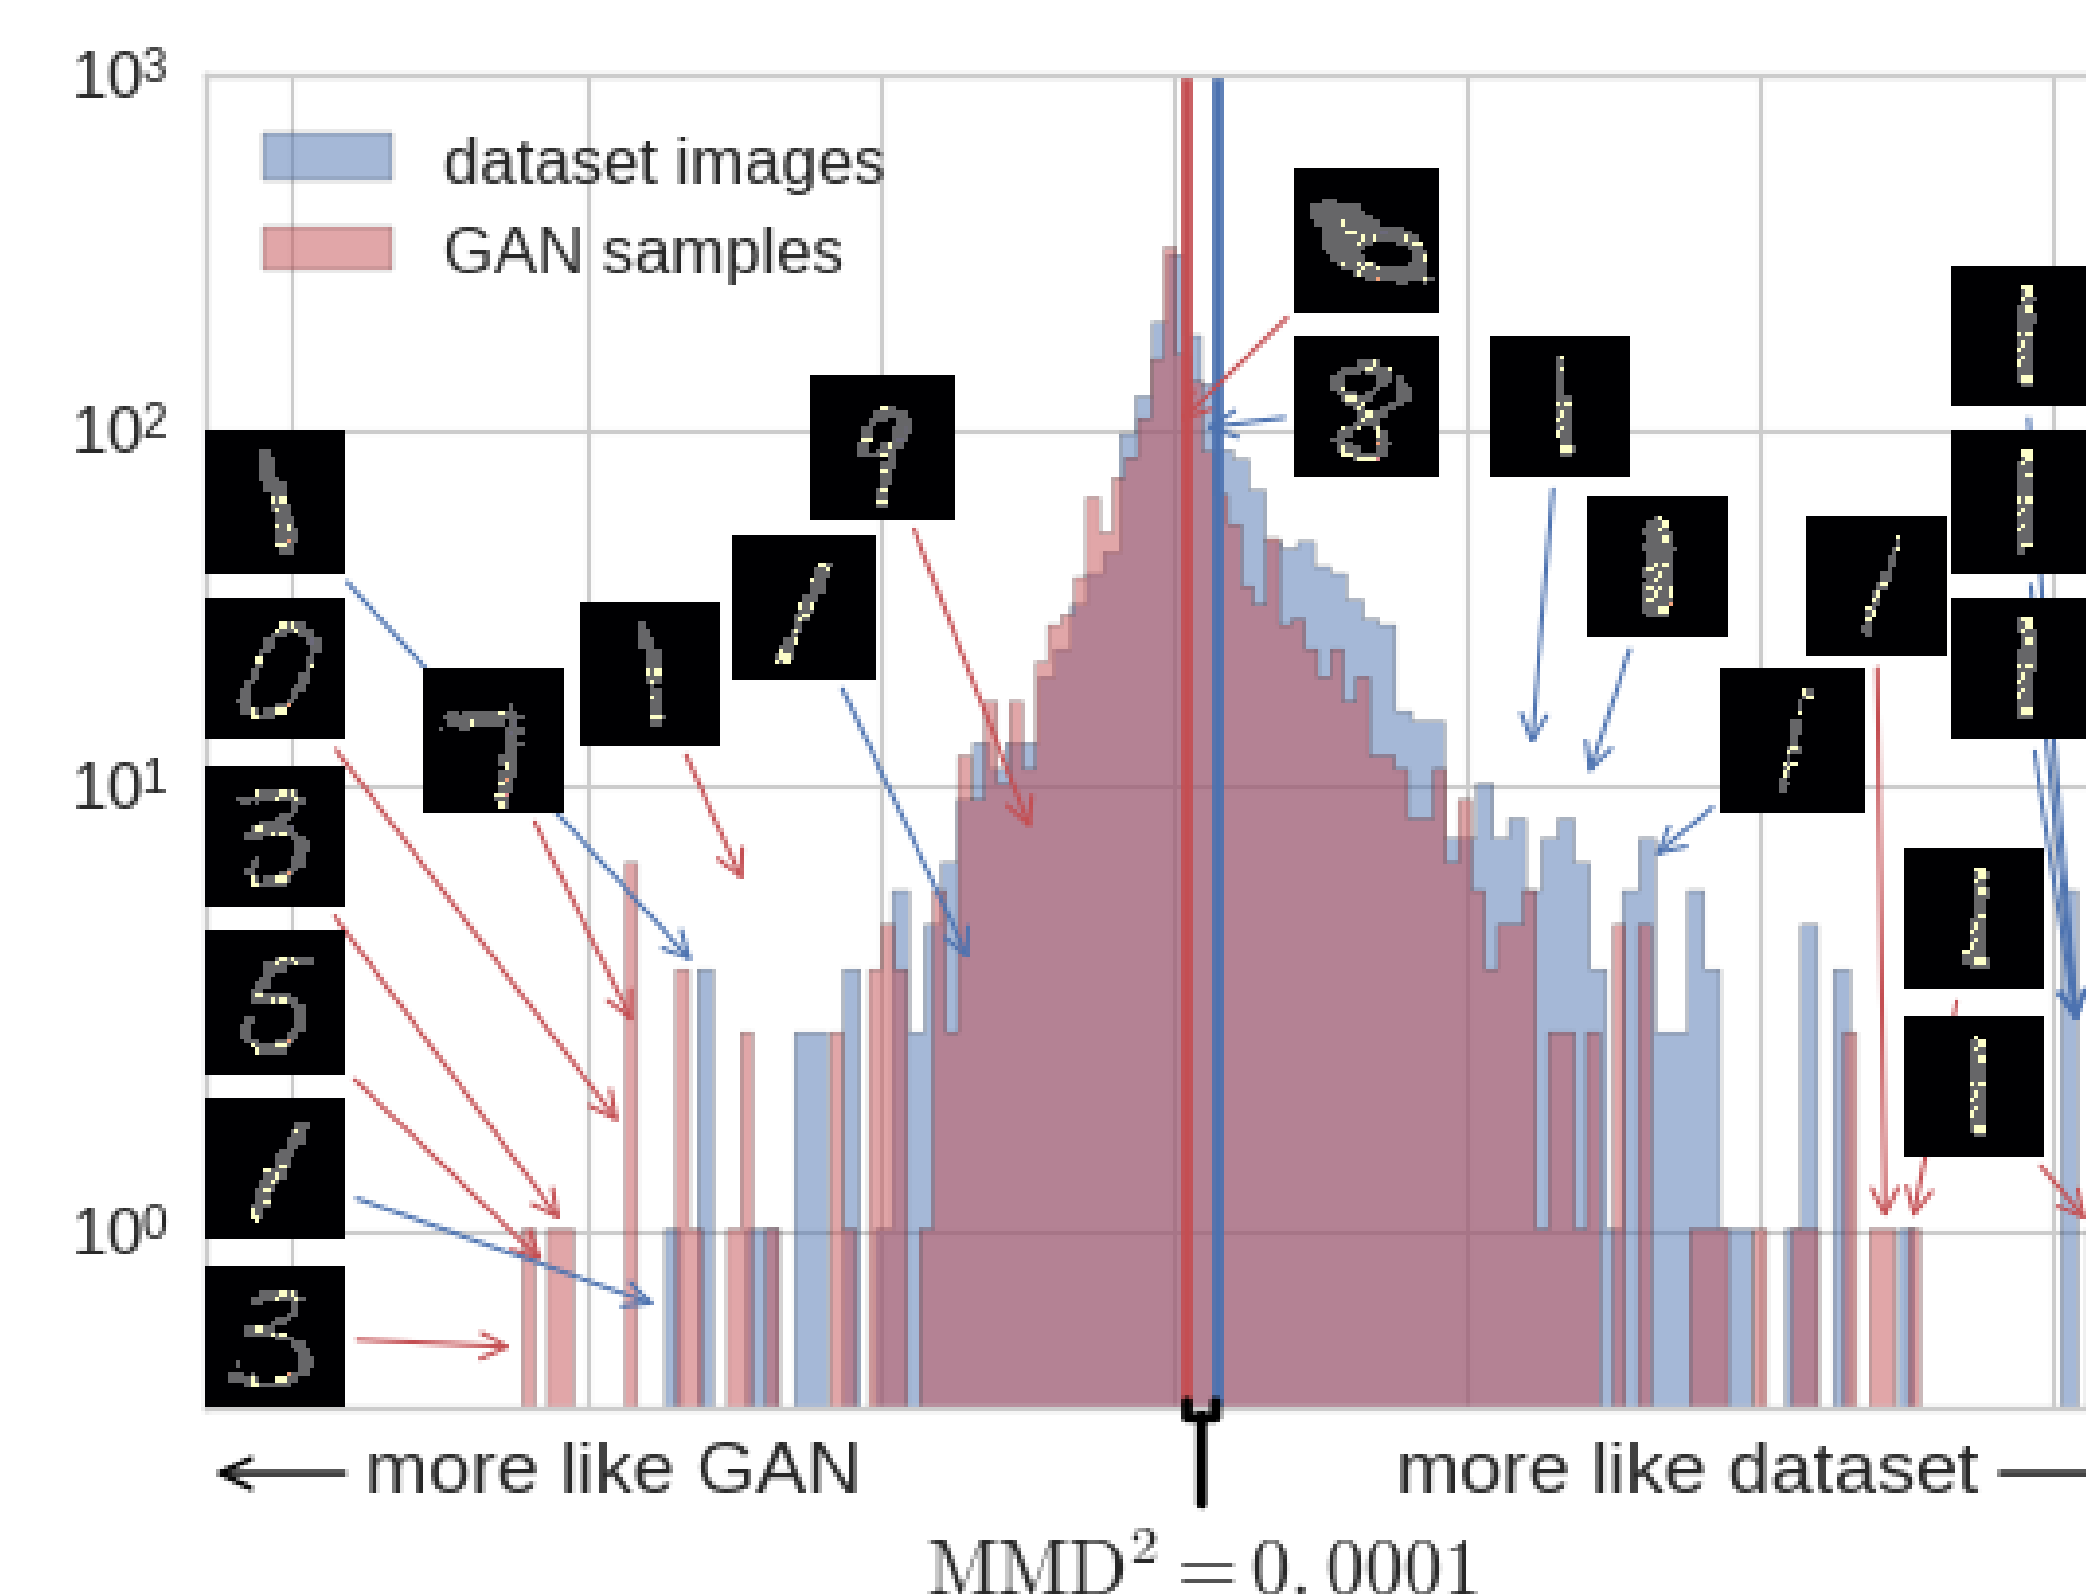 10³
dataset images
GAN samples
10²
10¹
10⁰
← more like GAN
more like dataset —
MMD² = 0.0001